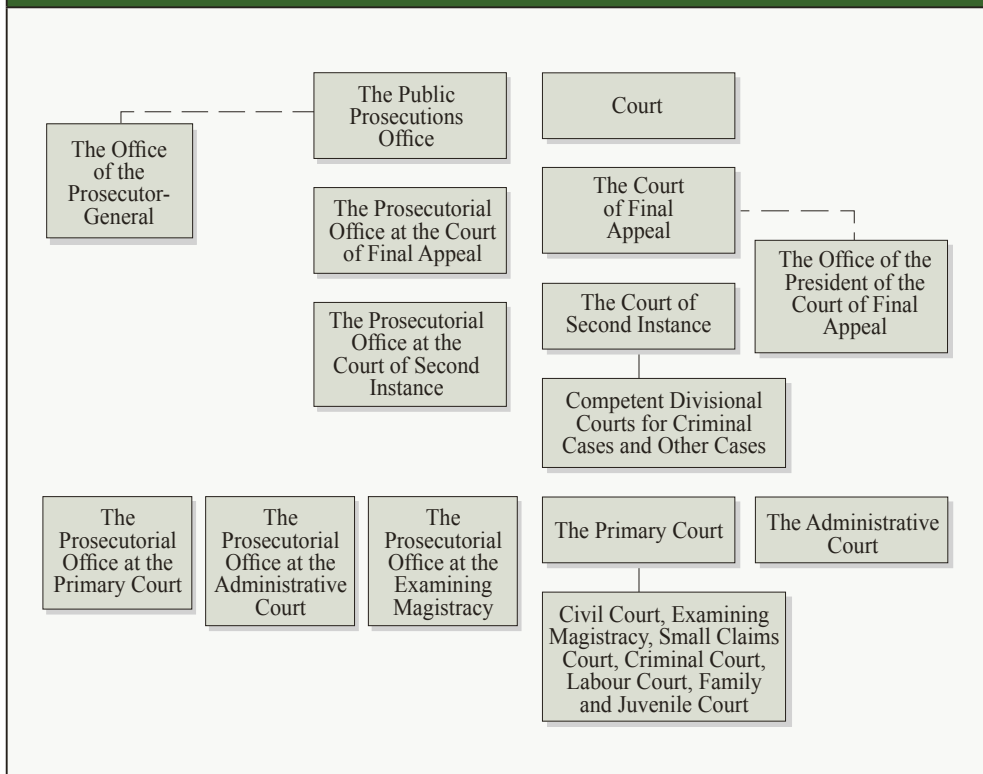 The Public
Prosecutions
Office
Court
The Office
of the
Prosecutor-
General
The Prosecutorial
Office at the Court
of Final Appeal
The Court
of Final
Appeal
The Office of the
President of the
Court of Final
Appeal
The Prosecutorial
Office at the
Court of Second
Instance
The Court of
Second Instance
Competent Divisional
Courts for Criminal
Cases and Other Cases
The
Prosecutorial
Office at the
Primary Court
The
Prosecutorial
Office at the
Administrative
Court
The
Prosecutorial
Office at the
Examining
Magistracy
The Primary Court
The Administrative
Court
Civil Court, Examining
Magistracy, Small Claims
Court, Criminal Court,
Labour Court, Family
and Juvenile Court